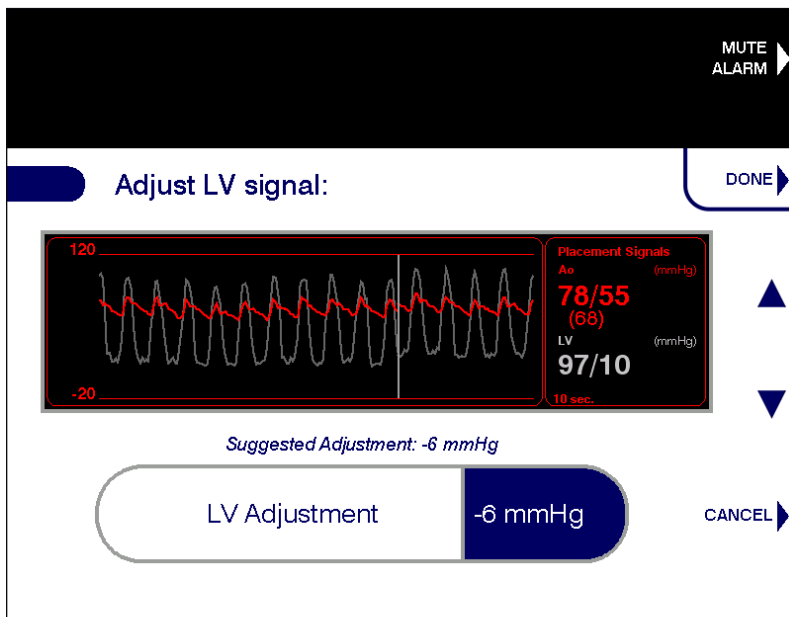 MUTE
ALARM
Adjust LV signal:
DONE
120
Placement Signals
Ao (mmHg)
78/55
(68)
LV (mmHg)
97/10
-20
10 sec.
Suggested Adjustment: -6 mmHg
LV Adjustment -6 mmHg
CANCEL